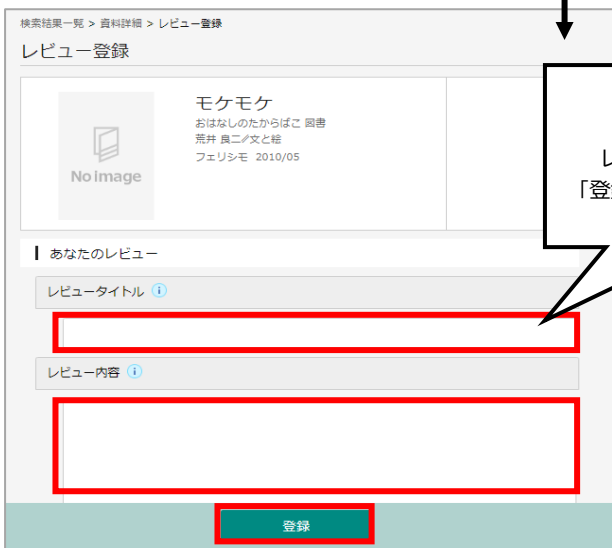 検索結果一覧 > 資料詳細 > レビュー登録
レビュー登録
No image
モケモケ
おはなしのたからばこ 図書
荒井 良二／文と絵
フェリシモ 2010/05
レ
「登
あなたのレビュー
レビュータイトル
レビュー内容
登録